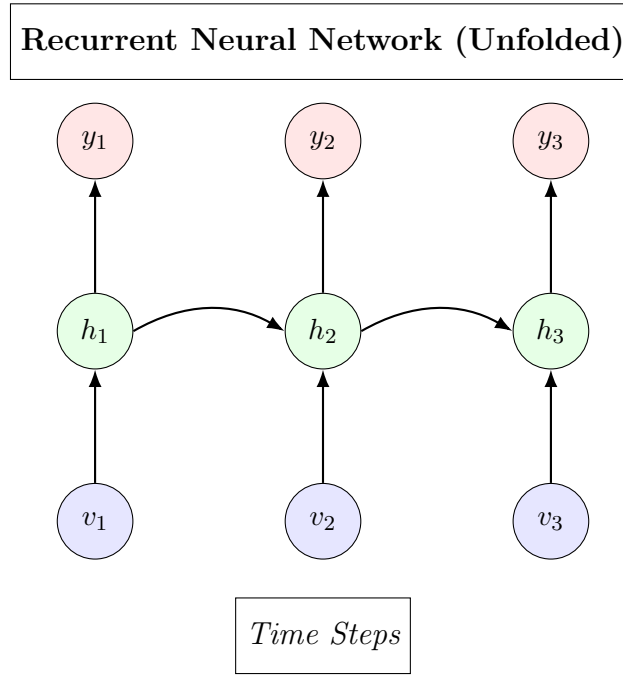 Recurrent Neural Network (Unfolded)
y₁ y₂ y₃
h₁ h₂ h₃
v₁ v₂ v₃
Time Steps